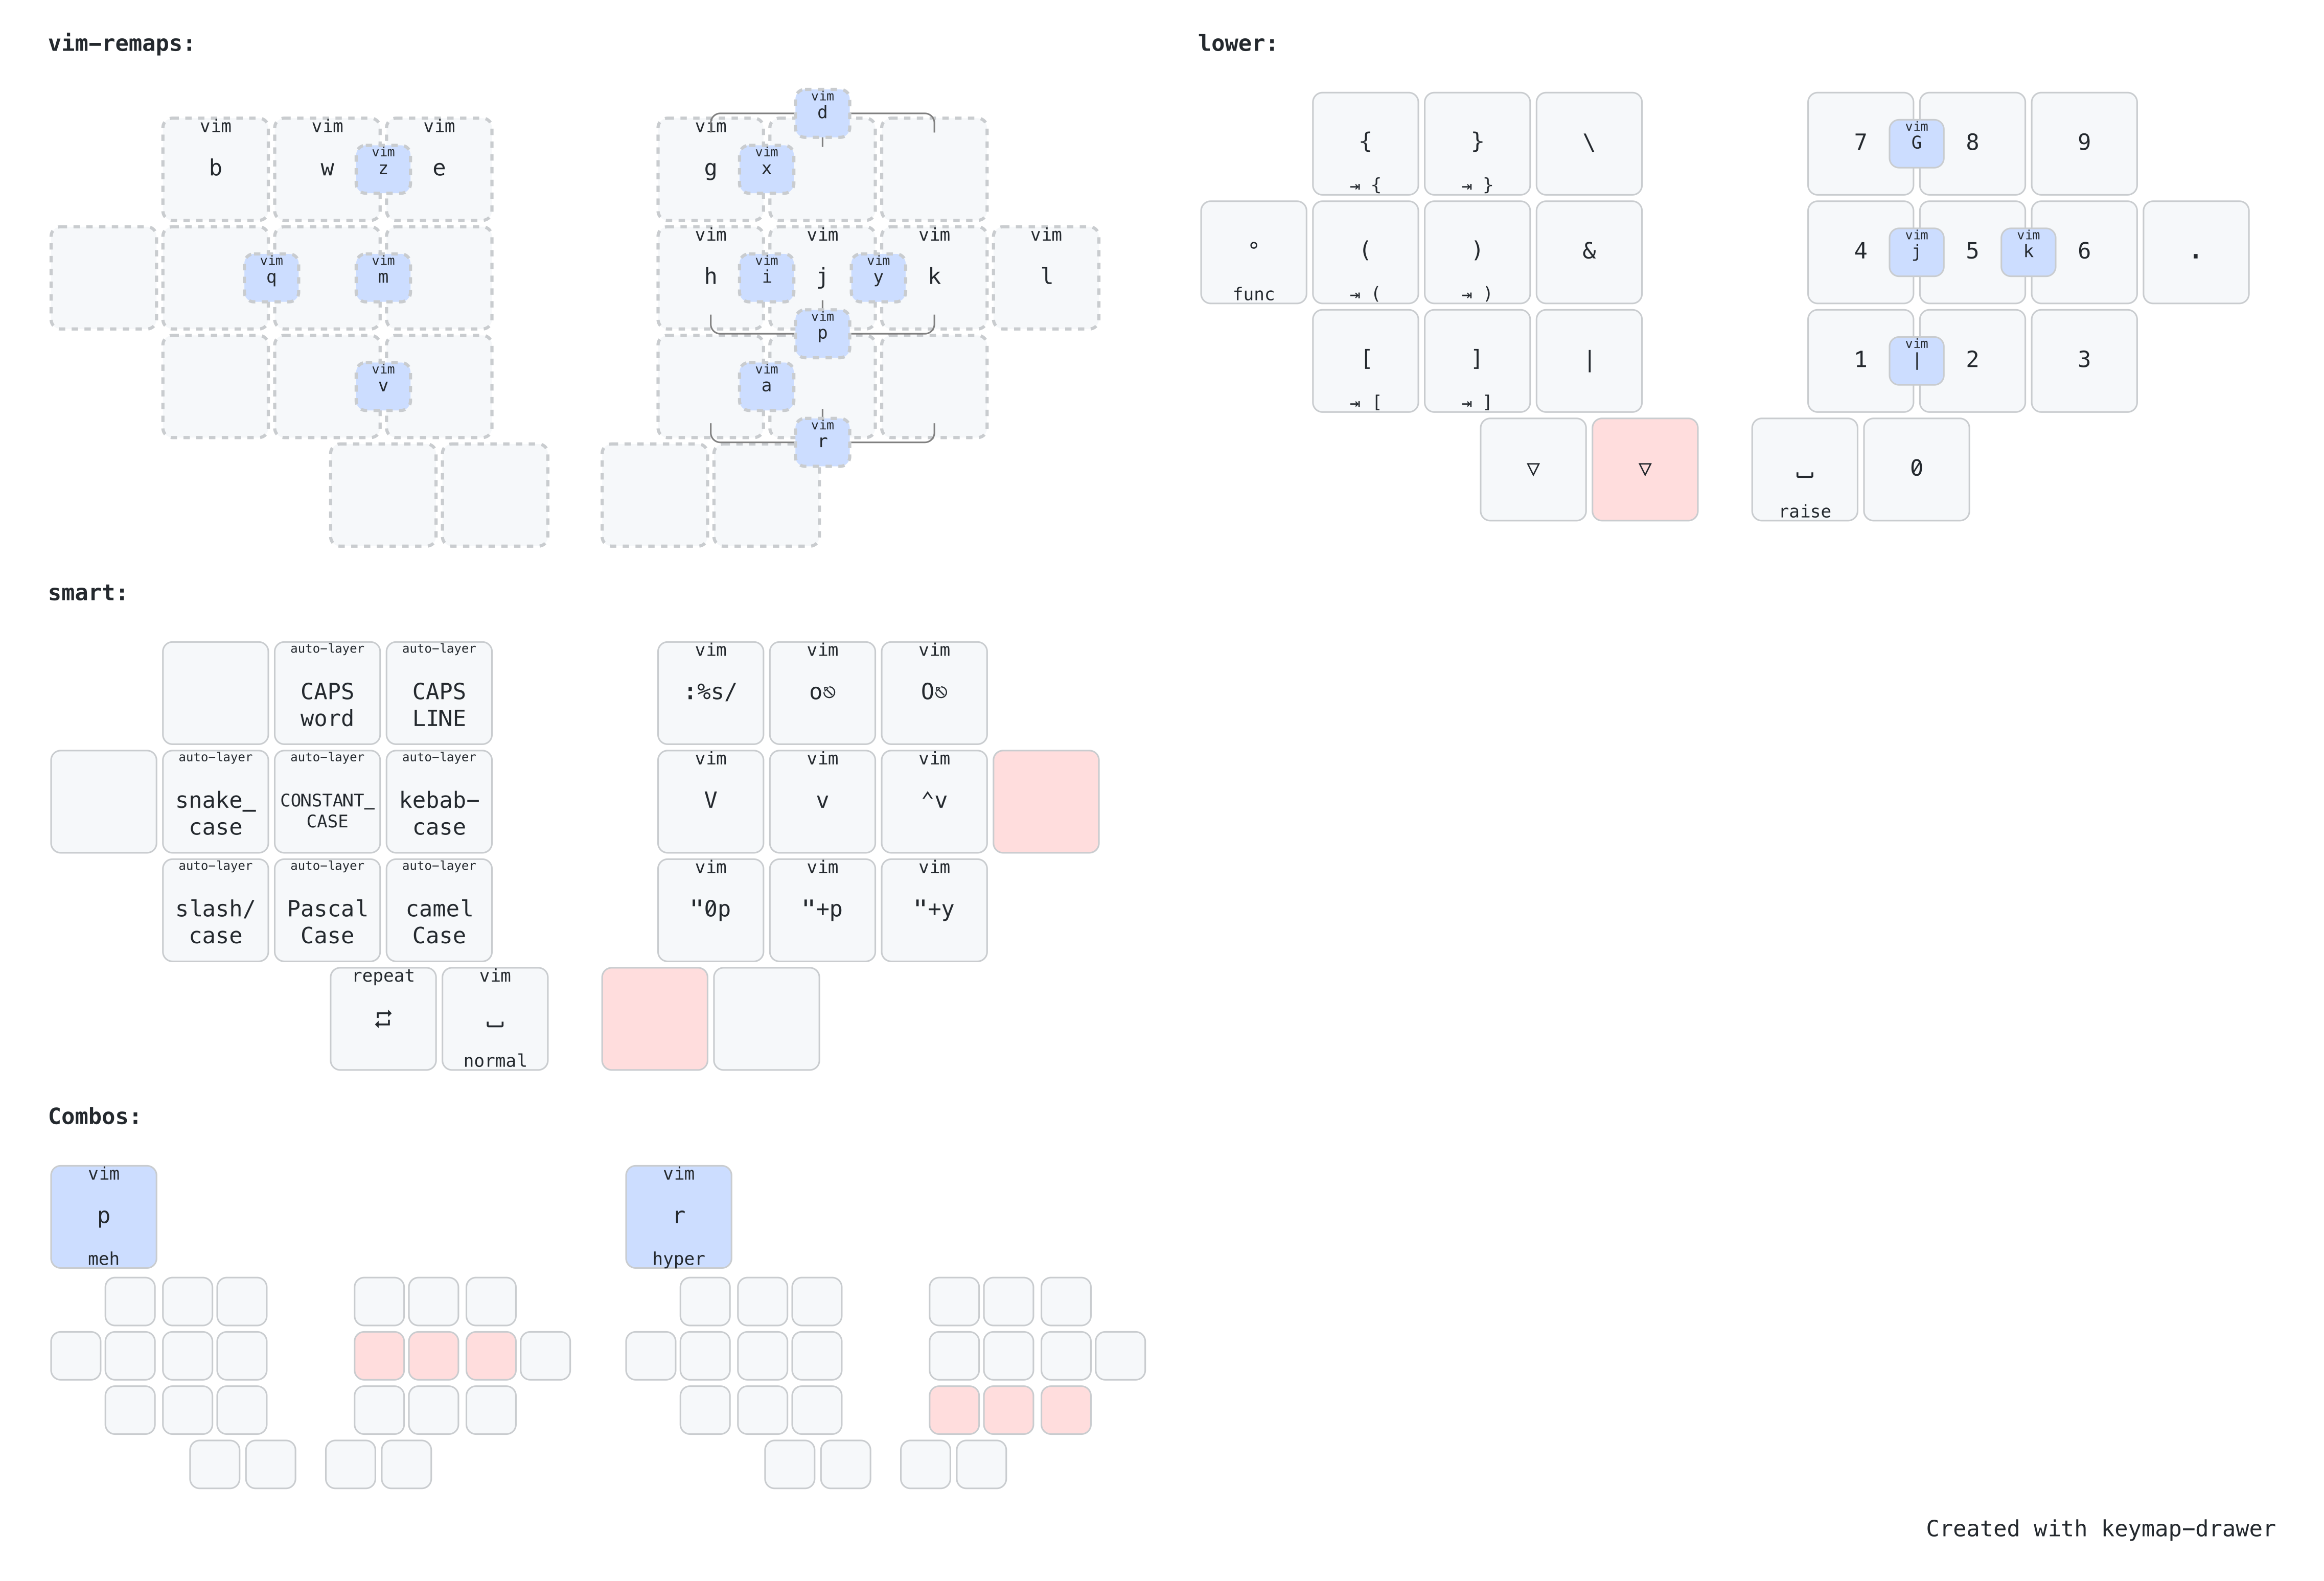 vim-remaps:
vim
b
vim
w
vim
z
vim
e
vim
g
vim
x
vim
d
vim
q
vim
m
vim
h
vim
i
vim
j
vim
y
vim
k
vim
l
vim
p
vim
v
vim
a
vim
r
lower:
{
⇥ {
}
⇥ }
\
7
vim
G
8
9
°
func
(
⇥ (
)
⇥ )
&
4
vim
j
5
vim
k
6
.
[
⇥ [
]
⇥ ]
|
1
vim
|
2
3
▽
▽
⎵
raise
0
smart:
auto-layer
CAPS
word
auto-layer
CAPS
LINE
vim
:%s/
vim
o⎋
vim
O⎋
auto-layer
snake_
case
auto-layer
CONSTANT_
CASE
auto-layer
kebab-
case
vim
V
vim
v
vim
^v
auto-layer
slash/
case
auto-layer
Pascal
Case
auto-layer
camel
Case
vim
"0p
vim
"+p
vim
"+y
repeat
vim
⎵
normal
Combos:
vim
p
meh
vim
r
hyper
Created with keymap-drawer